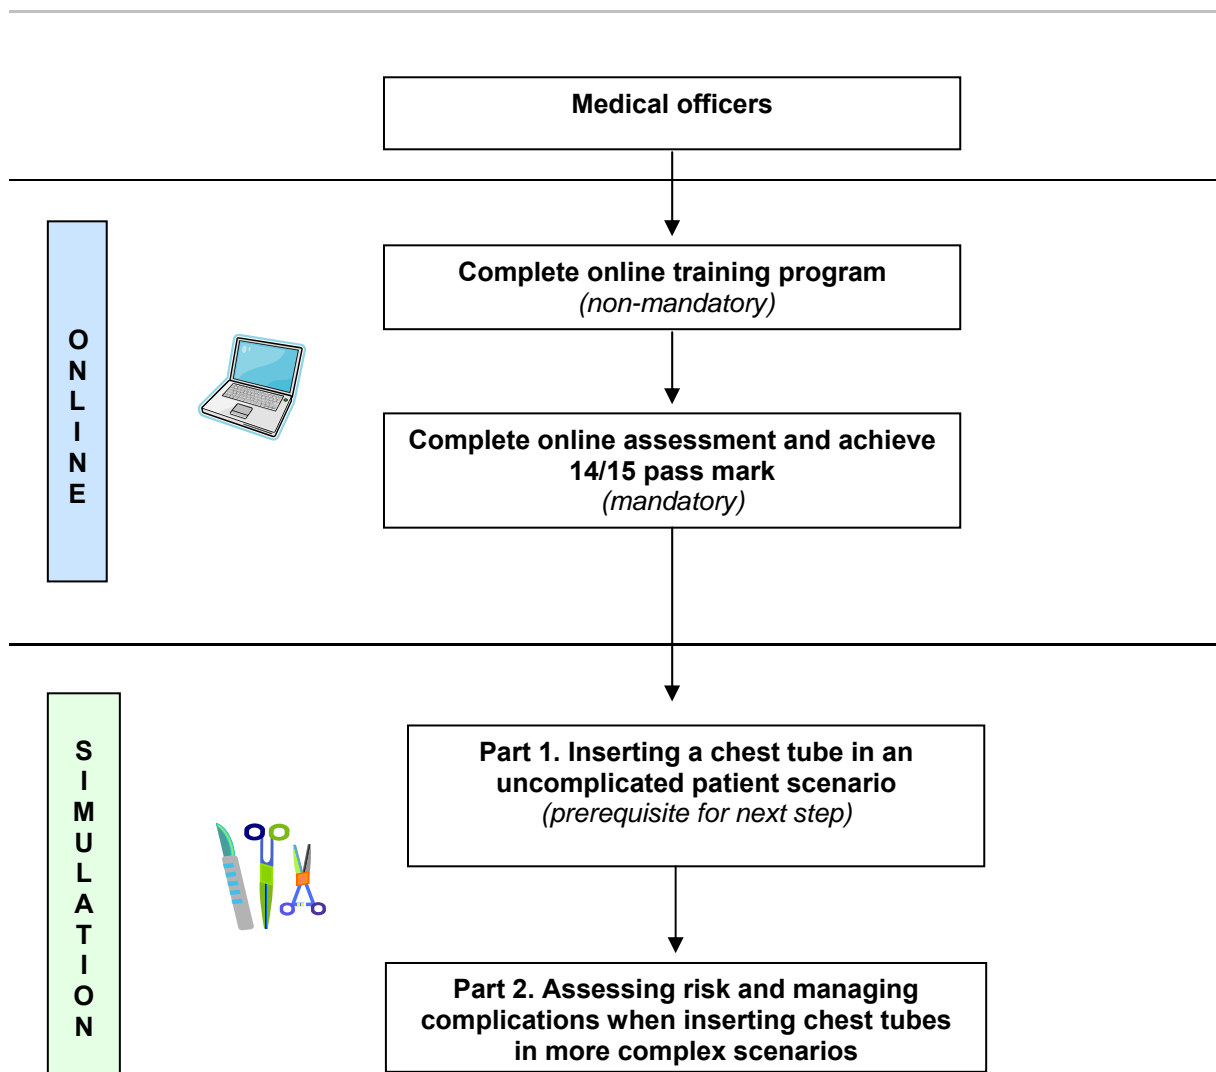 Medical officers
Complete online training program
(non-mandatory)
ONLINE
Complete online assessment and achieve
14/15 pass mark
(mandatory)
Part 1. Inserting a chest tube in an
uncomplicated patient scenario
(prerequisite for next step)
SIMULATION
Part 2. Assessing risk and managing
complications when inserting chest tubes
in more complex scenarios